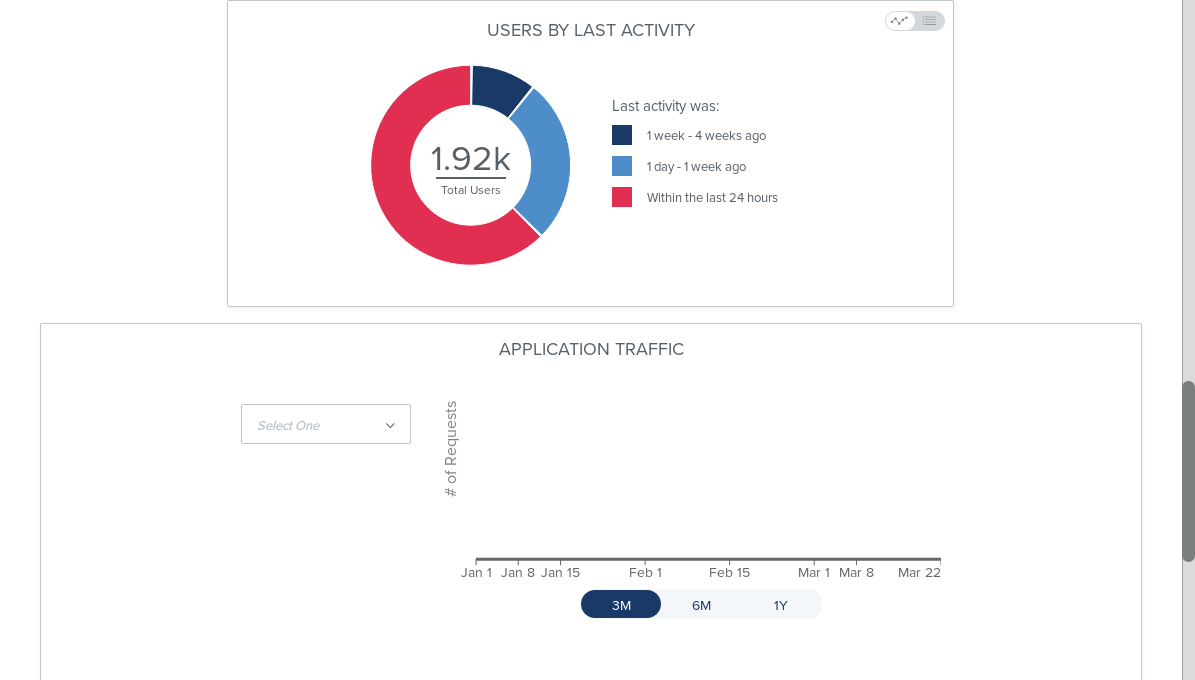 USERS BY LAST ACTIVITY
1.92k
Total Users
Last activity was:
1 week - 4 weeks ago
1 day - 1 week ago
Within the last 24 hours
APPLICATION TRAFFIC
Select One
# of Requests
Jan 1 Jan 8 Jan 15 Feb 1 Feb 15 Mar 1 Mar 8 Mar 22
3M 6M 1Y